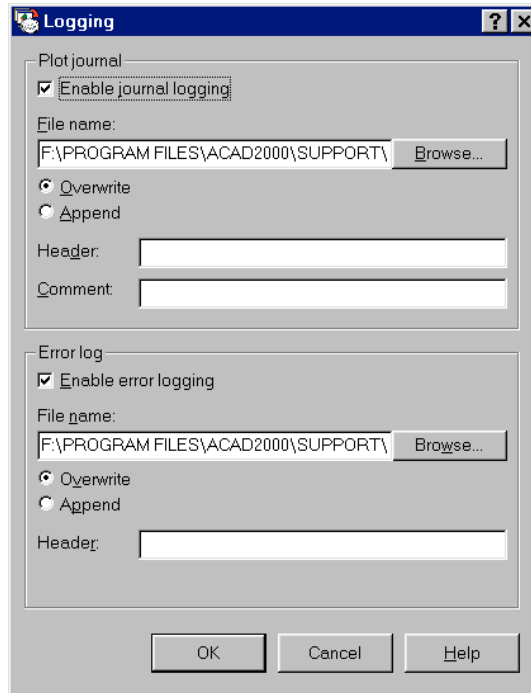 Logging
Plot journal
Enable journal logging
File name:
F:\PROGRAM FILES\ACAD2000\SUPPORT\ Browse...
Overwrite
Append
Header:
Comment:
Error log
Enable error logging
File name:
F:\PROGRAM FILES\ACAD2000\SUPPORT\ Browse...
Overwrite
Append
Header:
OK Cancel Help